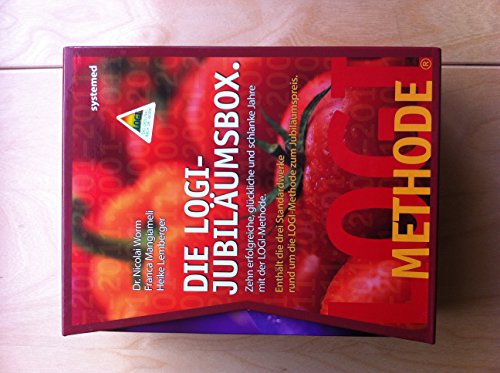 systemed
LOGI
Dr. Nicolai Worm
Franca Mangiameli
Heike Lemberger
DIE LOGI-
JUBILÄUMSBOX.
Zehn erfolgreiche, glückliche und schlanke Jahre
mit der LOGI-Methode.
Enthält die drei Standardwerke
rund um die LOGI-Methode zum Jubiläumspreis.
LOGI
METHODE®